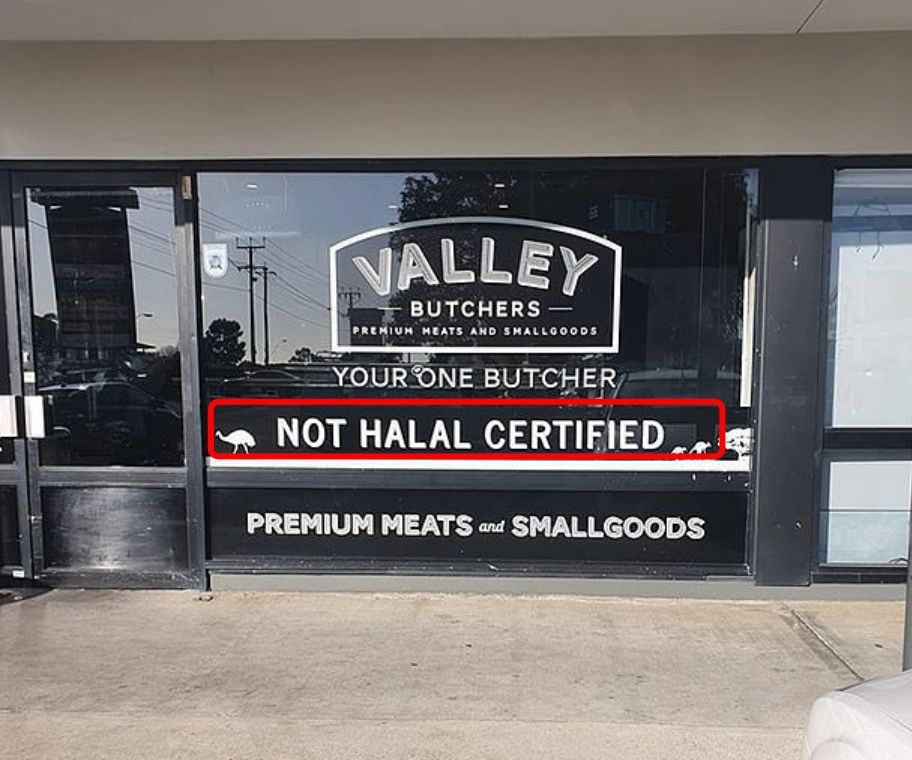 VALLEY
BUTCHERS
PREMIUM MEATS AND SMALLGOODS
YOUR ONE BUTCHER
NOT HALAL CERTIFIED
PREMIUM MEATS and SMALLGOODS